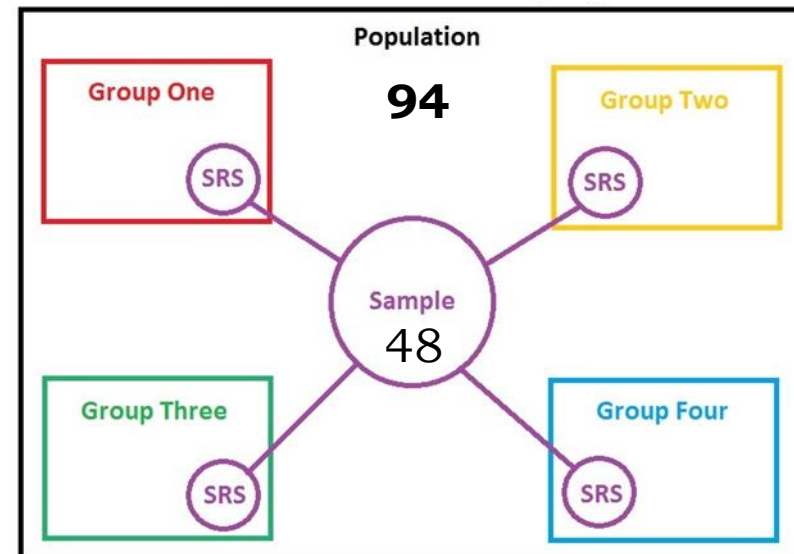 Population
94
Group One
Group Two
SRS
SRS
Sample
48
Group Three
Group Four
SRS
SRS